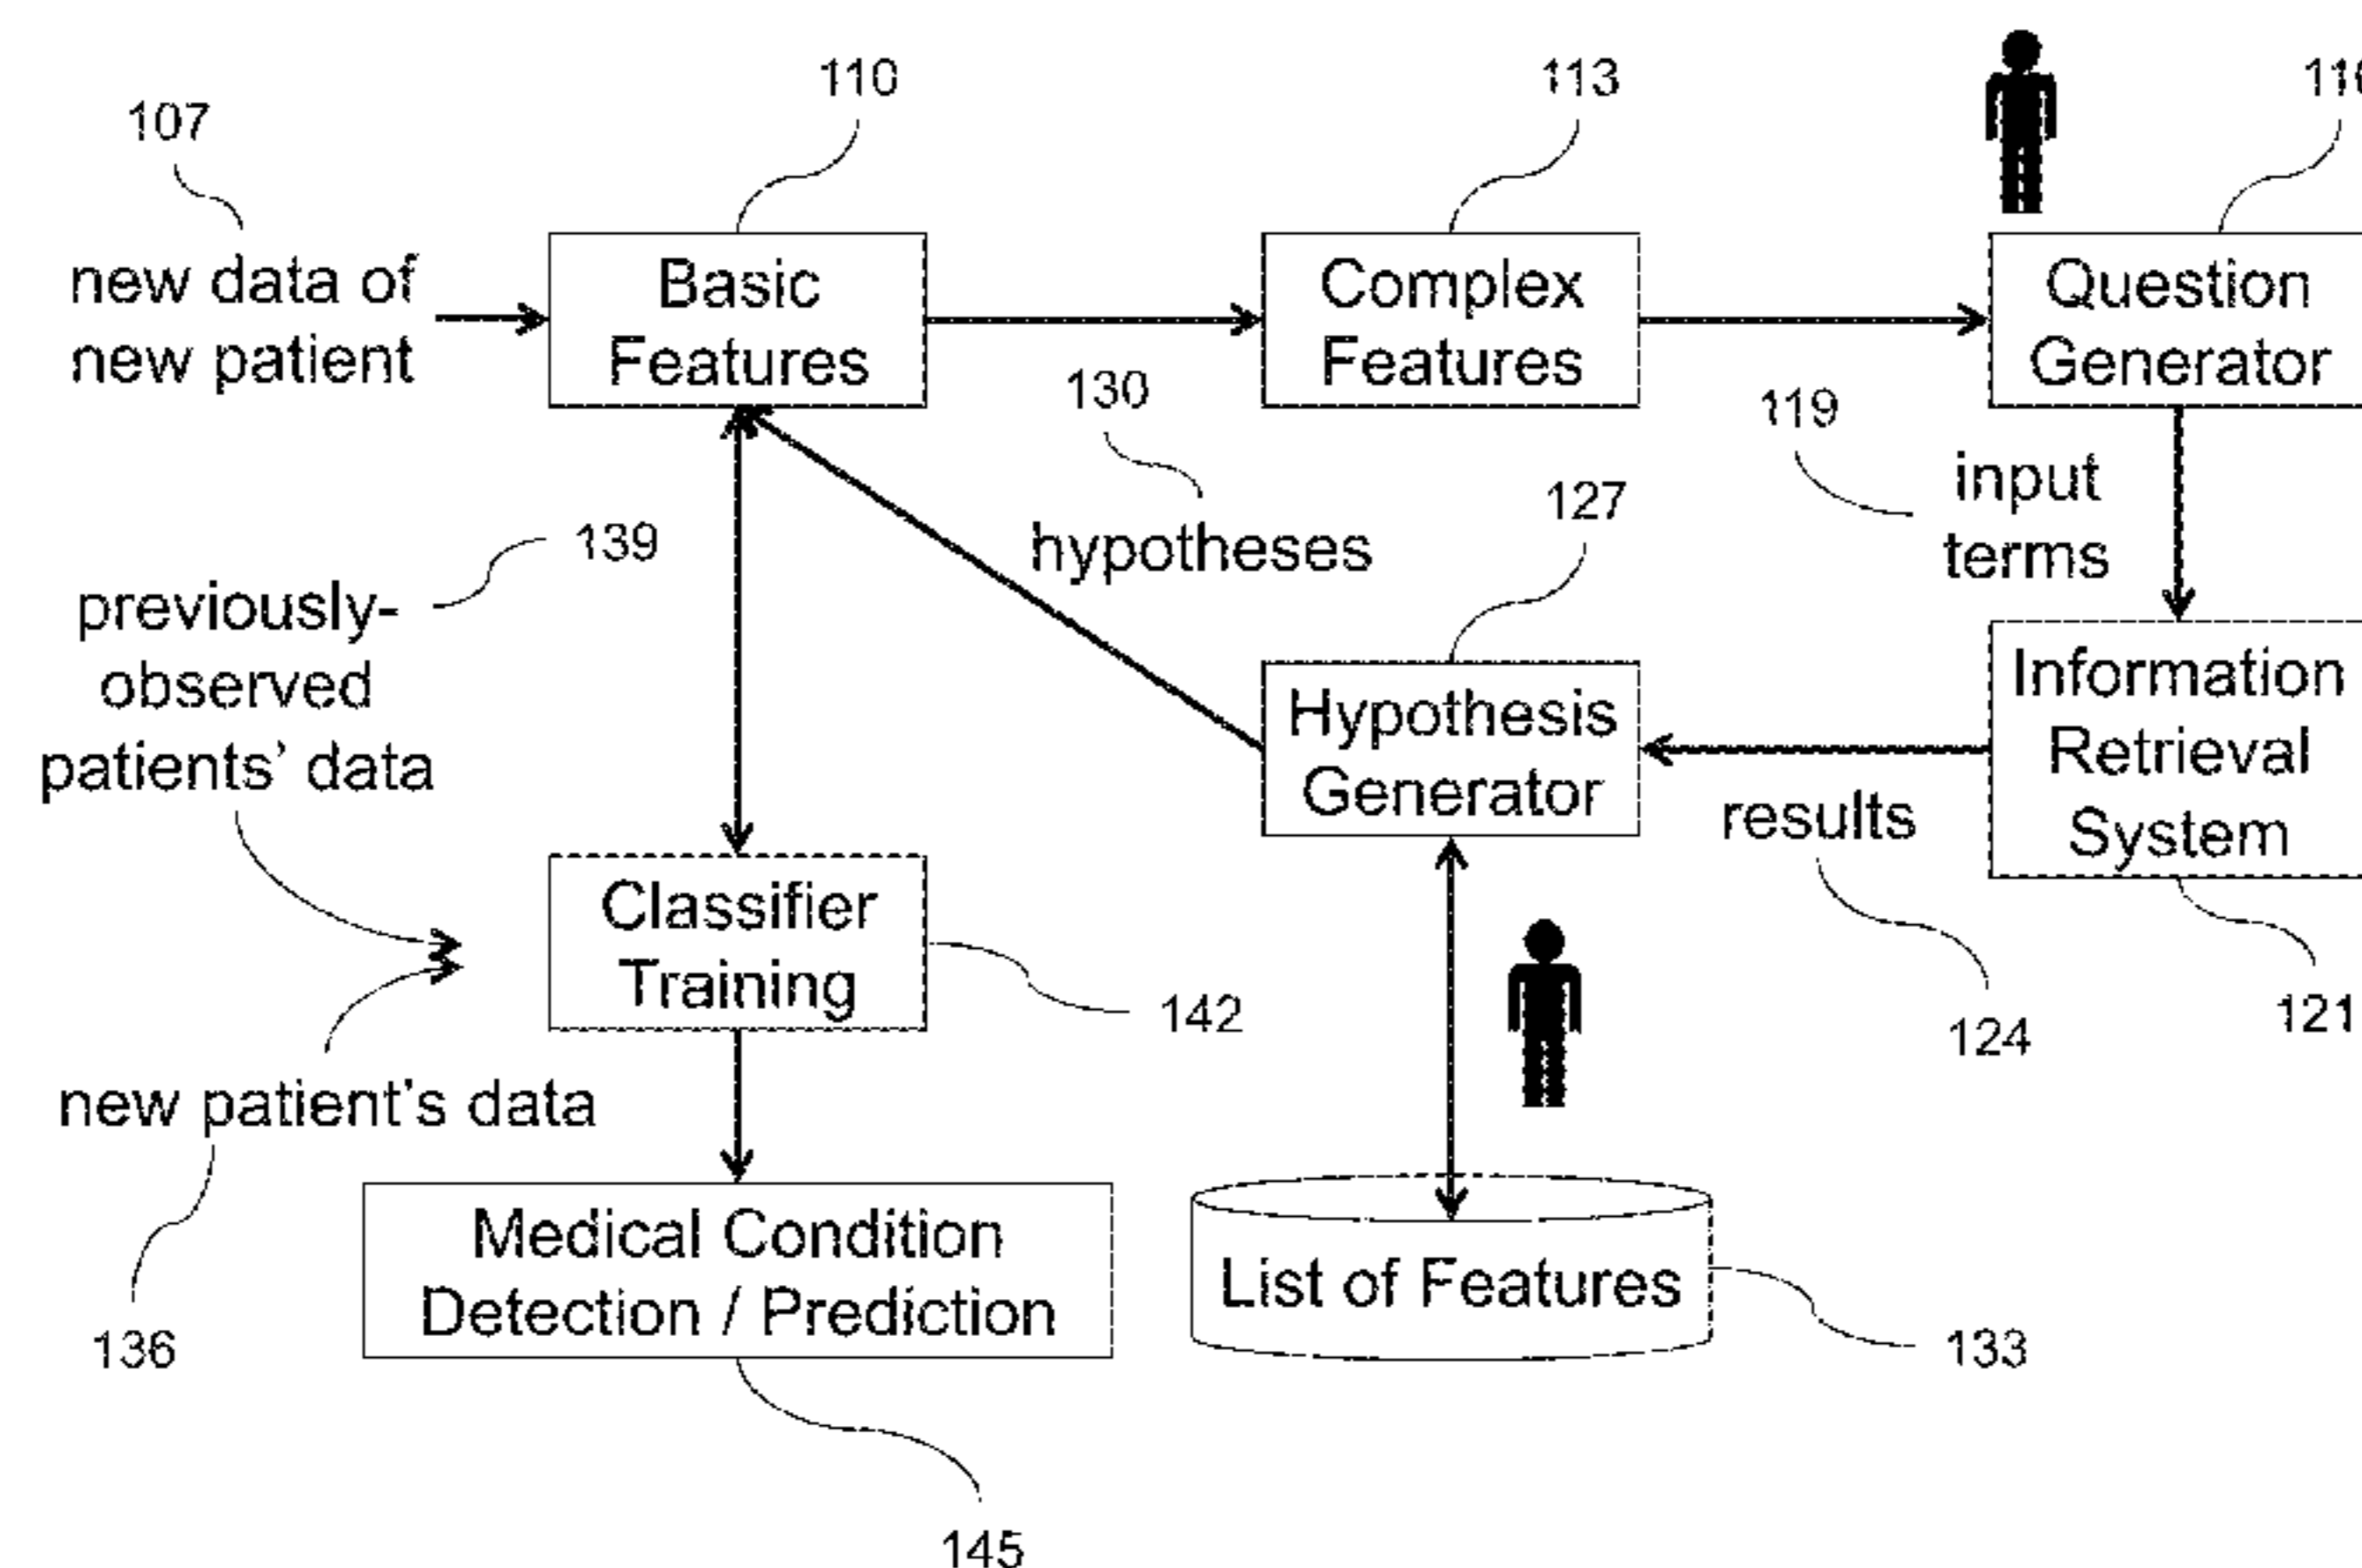 107
110
113
new data of
new patient
Basic
Features
Complex
Features
Question
Generator
130
hypotheses
119
input
terms
139
previously-
observed
patients' data
127
Hypothesis
Generator
Information
Retrieval
System
results
Classifier
Training
142
124
121
new patient's data
136
Medical Condition
Detection / Prediction
List of Features
133
145